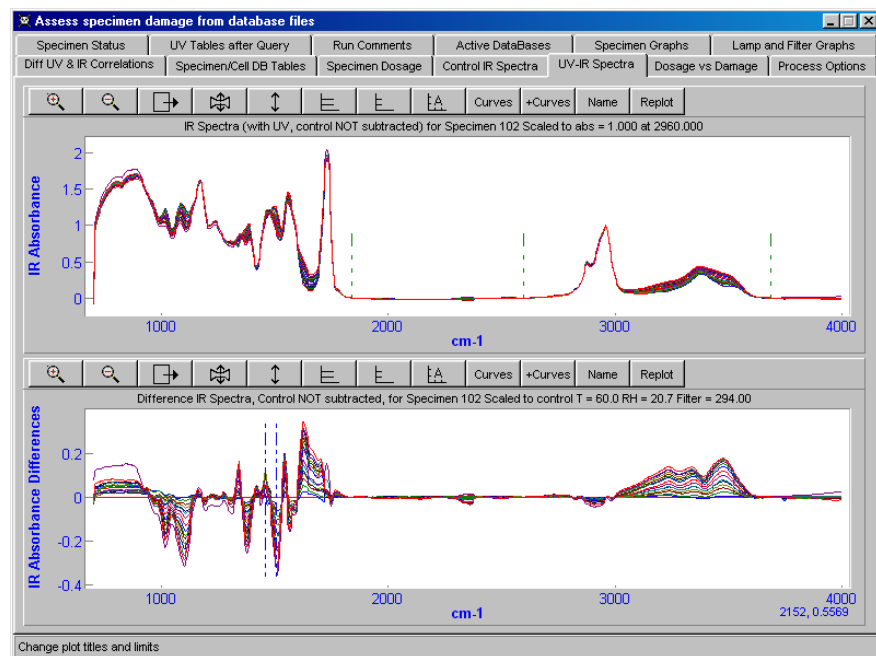 Assess specimen damage from database files
Specimen Status UV Tables after Query Run Comments Active DataBases Specimen Graphs Lamp and Filter Graphs
Diff UV & IR Correlations Specimen/Cell DB Tables Specimen Dosage Control IR Spectra UV-IR Spectra Dosage vs Damage Process Options
A Curves +Curves Name Replot
IR Spectra (with UV, control NOT subtracted) for Specimen 102 Scaled to abs = 1.000 at 2960.000
IR Absorbance
2
1.5
1
0.5
0
1000 2000 3000 4000
cm-1
A Curves +Curves Name Replot
Difference IR Spectra, Control NOT subtracted, for Specimen 102 Scaled to control T = 60.0 RH = 20.7 Filter = 294.00
IR Absorbance Differences
0.2
0
-0.2
-0.4
1000 2000 3000 4000
cm-1
2152, 0.5569
Change plot titles and limits